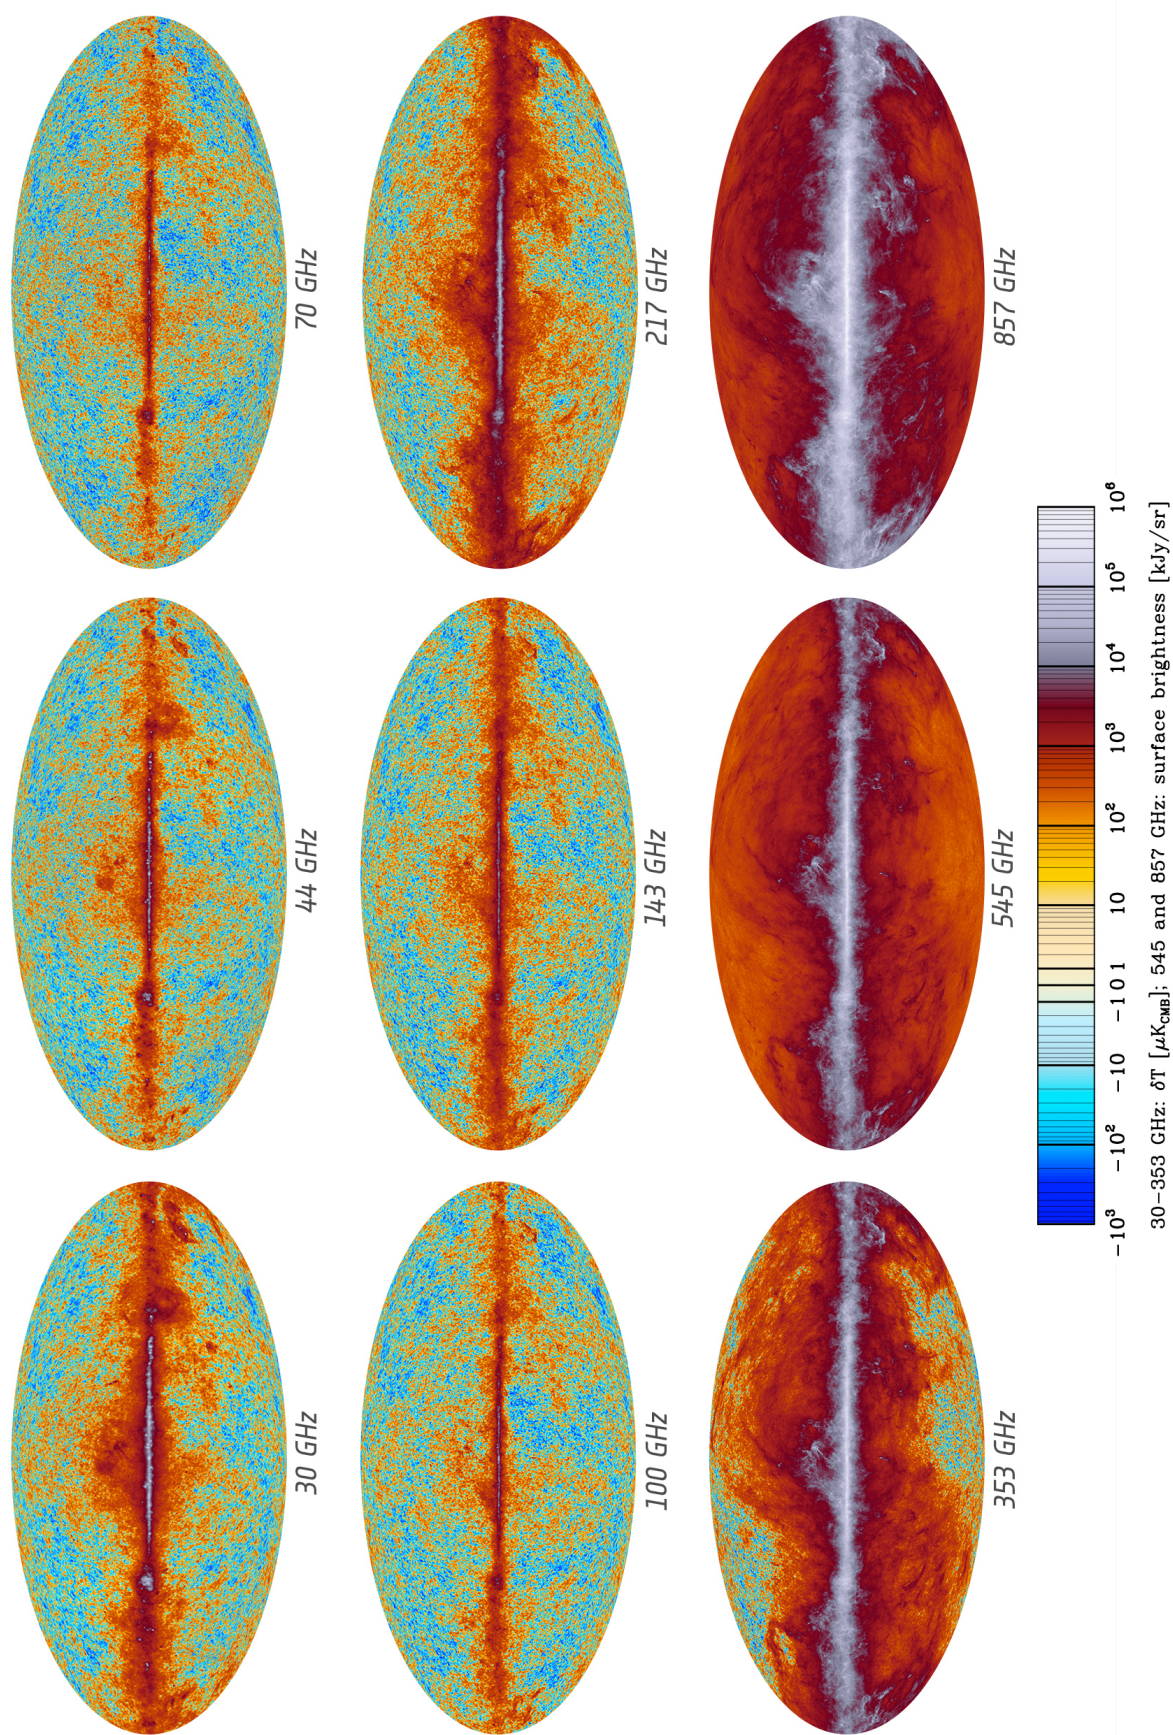 30 GHz
44 GHz
70 GHz
100 GHz
143 GHz
217 GHz
353 GHz
545 GHz
857 GHz
−10³ −10² −10 −1 0 1 10 10² 10³ 10⁴ 10⁵ 10⁶
30−353 GHz: δT [μK_CMB]; 545 and 857 GHz: surface brightness [kJy/sr]